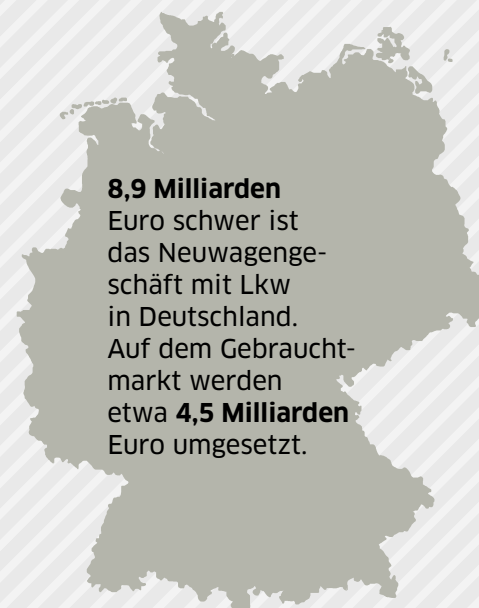 8,9 Milliarden
Euro schwer ist
das Neuwagenge-
schäft mit Lkw
in Deutschland.
Auf dem Gebraucht-
markt werden
etwa 4,5 Milliarden
Euro umgesetzt.